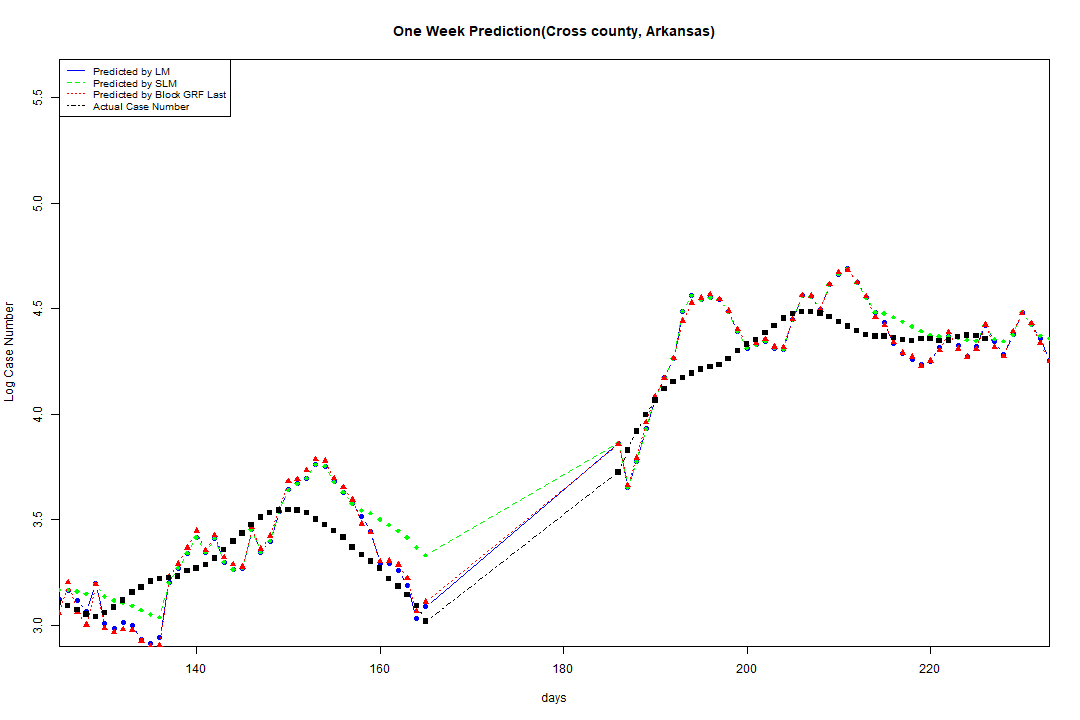 One Week Prediction(Cross county, Arkansas)
Predicted by LM
Predicted by SLM
Predicted by Block GRF Last
Actual Case Number
5.5
5.0
4.5
4.0
3.5
3.0
Log Case Number
140 160 180 200 220
days